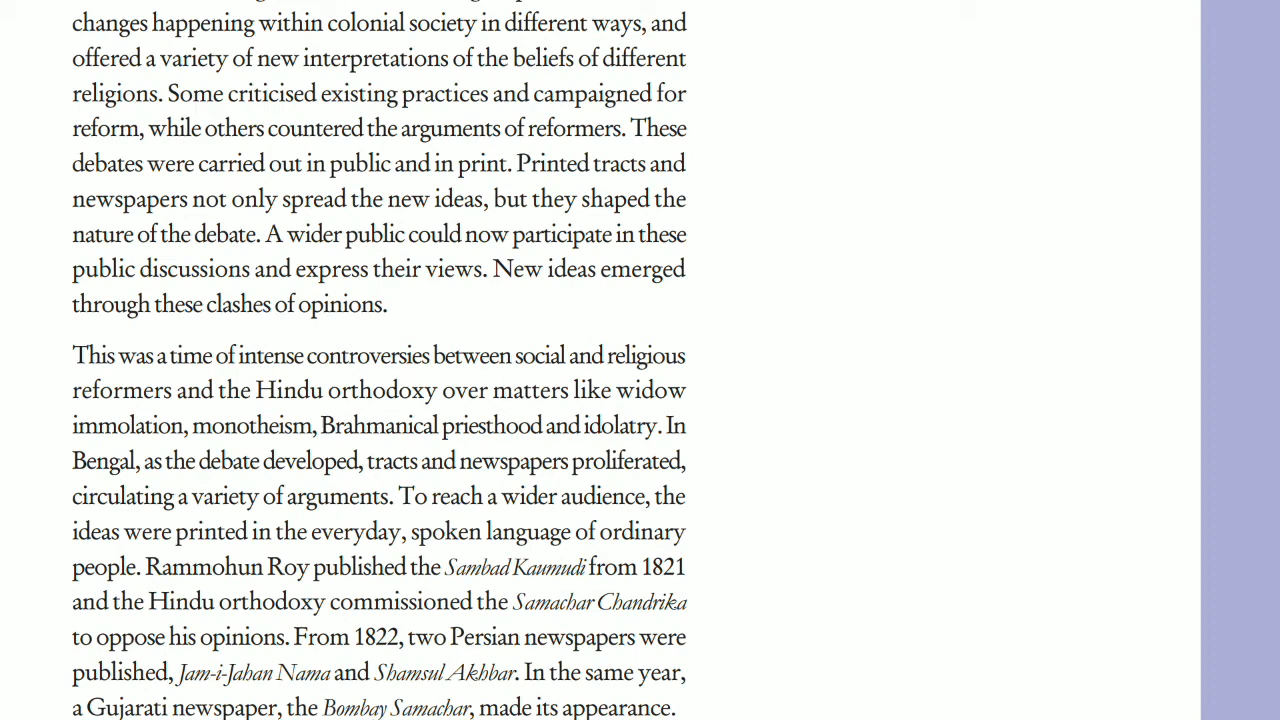 changes happening within colonial society in different ways, and
offered a variety of new interpretations of the beliefs of different
religions. Some criticised existing practices and campaigned for
reform, while others countered the arguments of reformers. These
debates were carried out in public and in print. Printed tracts and
newspapers not only spread the new ideas, but they shaped the
nature of the debate. A wider public could now participate in these
public discussions and express their views. New ideas emerged
through these clashes of opinions.
This was a time of intense controversies between social and religious
reformers and the Hindu orthodoxy over matters like widow
immolation, monotheism, Brahmanical priesthood and idolatry. In
Bengal, as the debate developed, tracts and newspapers proliferated,
circulating a variety of arguments. To reach a wider audience, the
ideas were printed in the everyday, spoken language of ordinary
people. Rammohun Roy published the Sambad Kaumudi from 1821
and the Hindu orthodoxy commissioned the Samachar Chandrika
to oppose his opinions. From 1822, two Persian newspapers were
published, Jam-i-Jahan Nama and Shamsul Akhbar. In the same year,
a Gujarati newspaper, the Bombay Samachar, made its appearance.